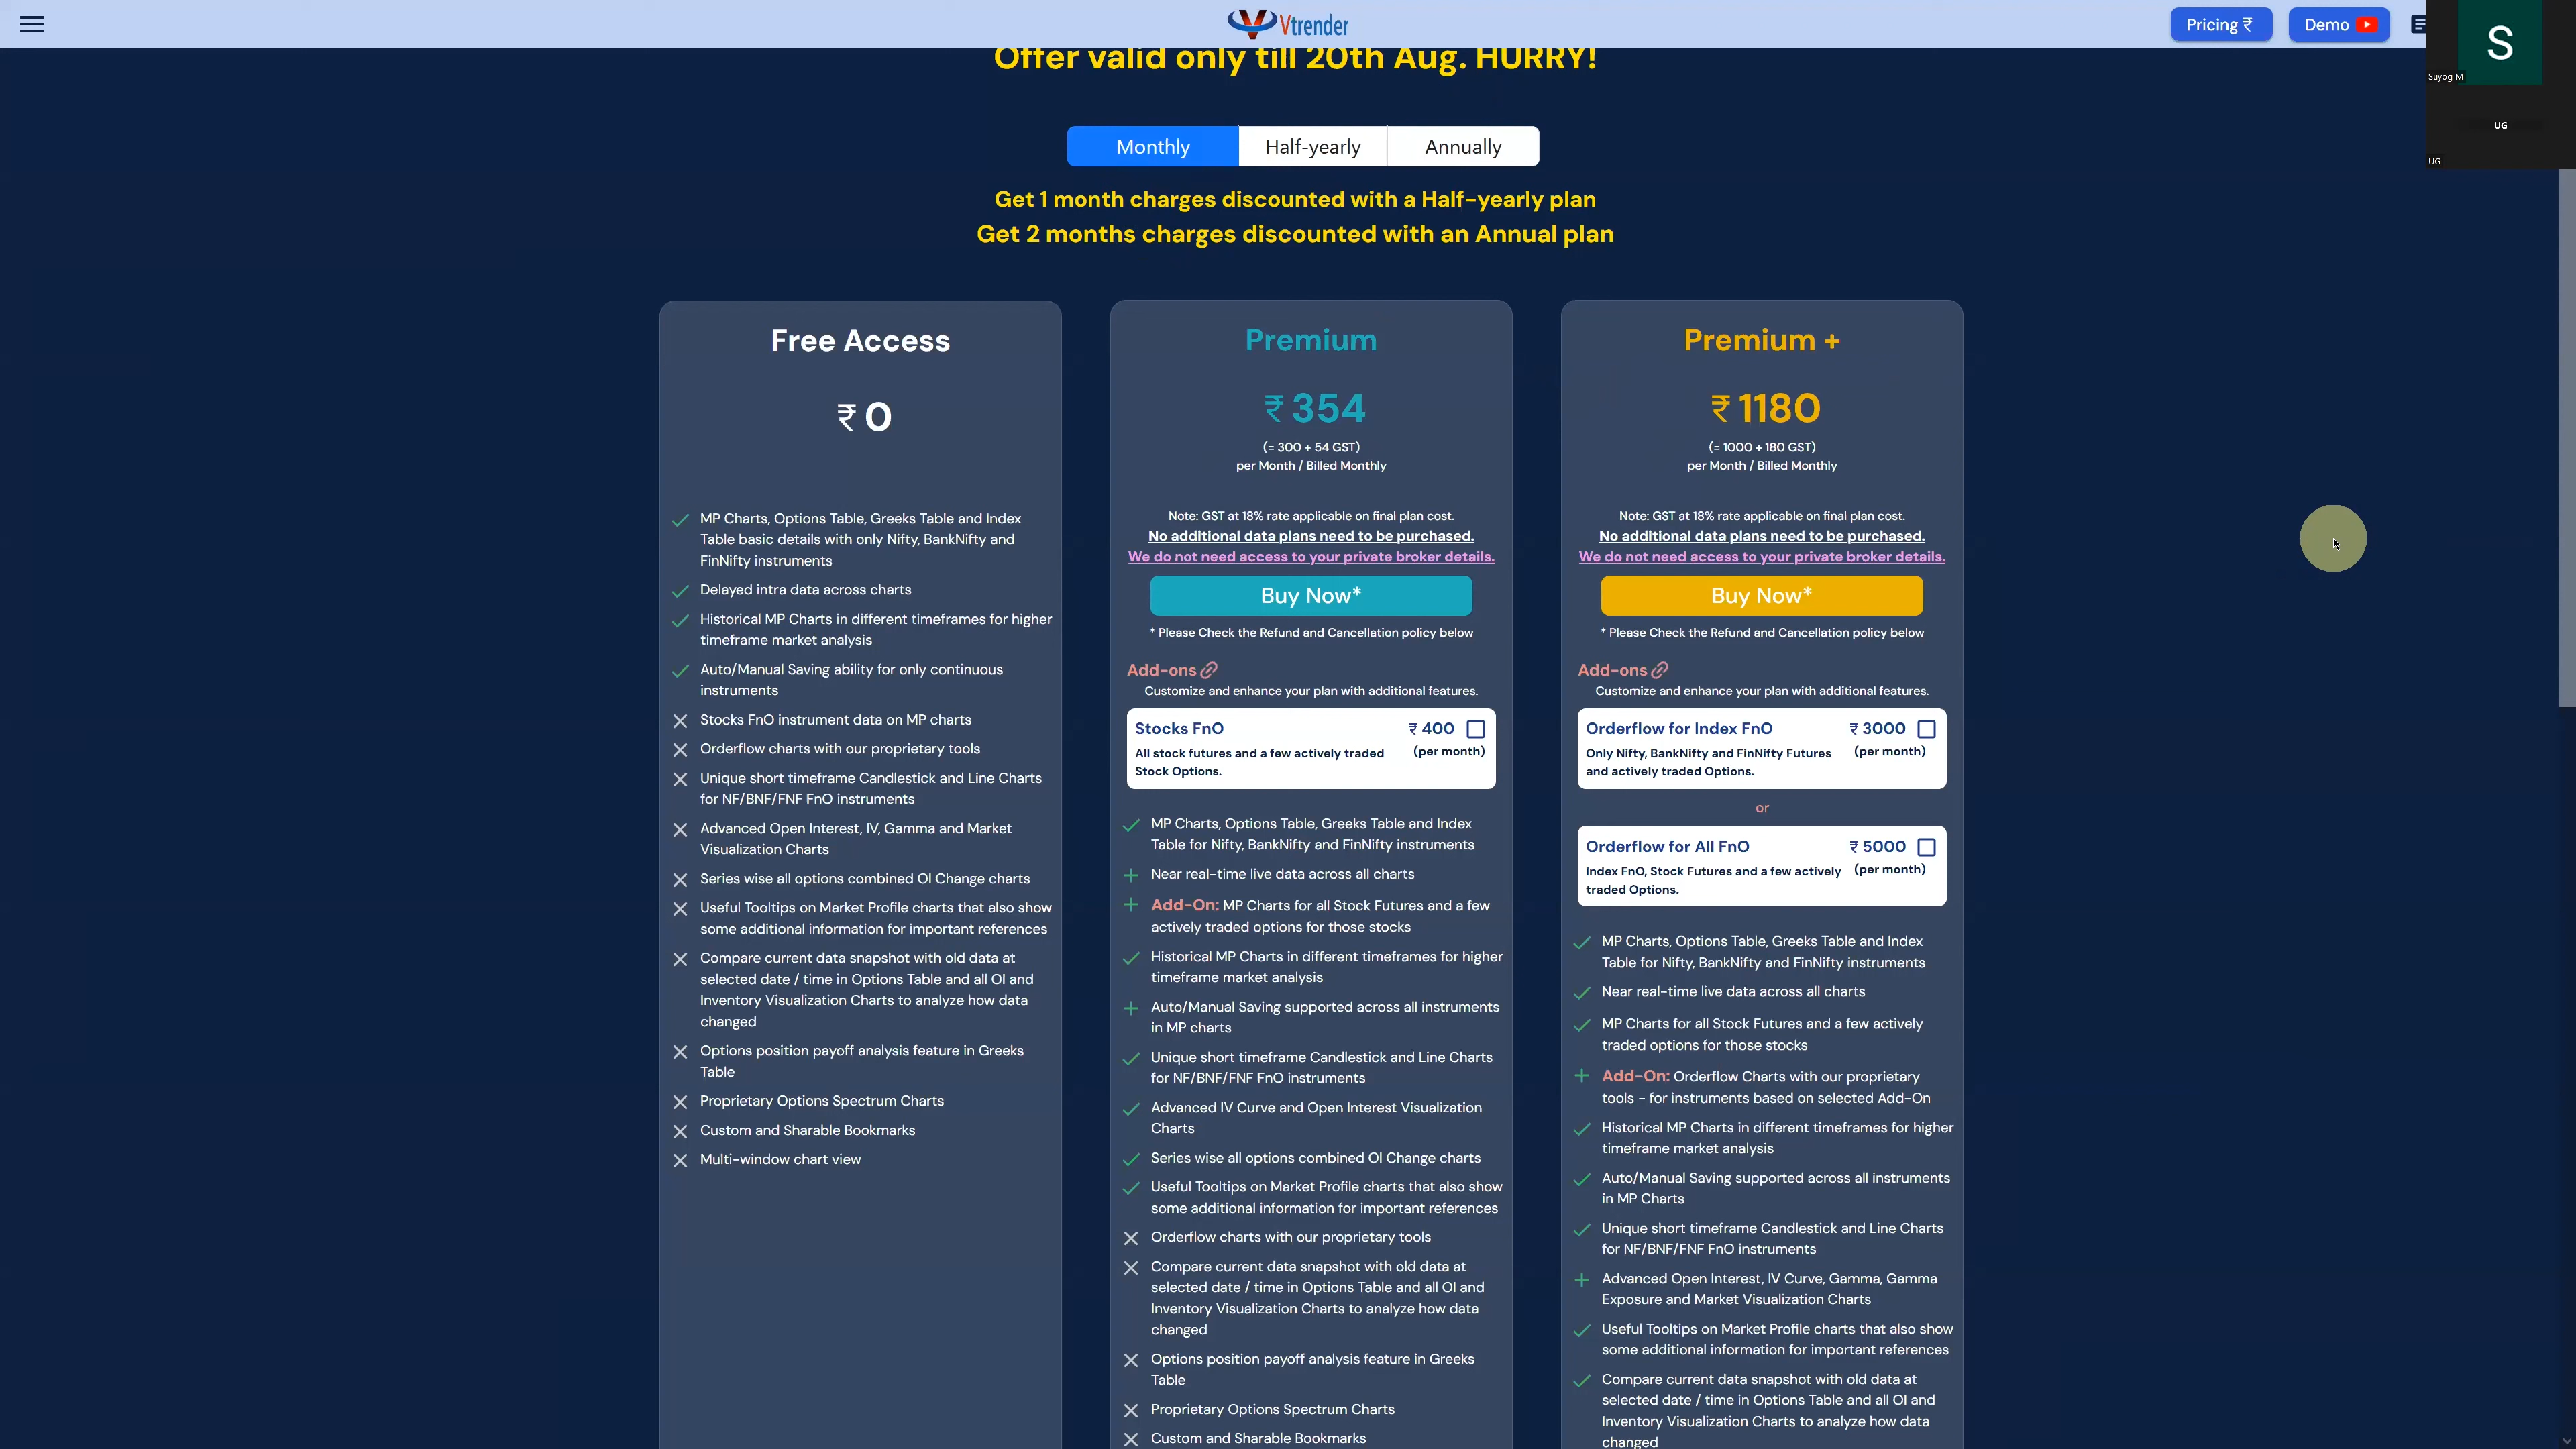 Vtrender
Pricing ₹
Demo
S
Suyog M
UG
UG
Offer valid only till 20th Aug. HURRY!
Monthly
Half-yearly
Annually
Get 1 month charges discounted with a Half-yearly plan
Get 2 months charges discounted with an Annual plan
Free Access
₹ 0
MP Charts, Options Table, Greeks Table and Index
Table basic details with only Nifty, BankNifty and
FinNifty instruments
Delayed intra data across charts
Historical MP Charts in different timeframes for higher
timeframe market analysis
Auto/Manual Saving ability for only continuous
instruments
Stocks FnO instrument data on MP charts
Orderflow charts with our proprietary tools
Unique short timeframe Candlestick and Line Charts
for NF/BNF/FNF FnO instruments
Advanced Open Interest, IV, Gamma and Market
Visualization Charts
Series wise all options combined OI Change charts
Useful Tooltips on Market Profile charts that also show
some additional information for important references
Compare current data snapshot with old data at
selected date / time in Options Table and all OI and
Inventory Visualization Charts to analyze how data
changed
Options position payoff analysis feature in Greeks
Table
Proprietary Options Spectrum Charts
Custom and Sharable Bookmarks
Multi-window chart view
Premium
₹ 354
(= 300 + 54 GST)
per Month / Billed Monthly
Note: GST at 18% rate applicable on final plan cost.
No additional data plans need to be purchased.
We do not need access to your private broker details.
Buy Now*
* Please Check the Refund and Cancellation policy below
Add-ons
Customize and enhance your plan with additional features.
Stocks FnO ₹ 400
(per month)
All stock futures and a few actively traded
Stock Options.
MP Charts, Options Table, Greeks Table and Index
Table for Nifty, BankNifty and FinNifty instruments
Near real-time live data across all charts
Add-On: MP Charts for all Stock Futures and a few
actively traded options for those stocks
Historical MP Charts in different timeframes for higher
timeframe market analysis
Auto/Manual Saving supported across all instruments
in MP charts
Unique short timeframe Candlestick and Line Charts
for NF/BNF/FNF FnO instruments
Advanced IV Curve and Open Interest Visualization
Charts
Series wise all options combined OI Change charts
Useful Tooltips on Market Profile charts that also show
some additional information for important references
Orderflow charts with our proprietary tools
Compare current data snapshot with old data at
selected date / time in Options Table and all OI and
Inventory Visualization Charts to analyze how data
changed
Options position payoff analysis feature in Greeks
Table
Proprietary Options Spectrum Charts
Custom and Sharable Bookmarks
Premium +
₹ 1180
(= 1000 + 180 GST)
per Month / Billed Monthly
Note: GST at 18% rate applicable on final plan cost.
No additional data plans need to be purchased.
We do not need access to your private broker details.
Buy Now*
* Please Check the Refund and Cancellation policy below
Add-ons
Customize and enhance your plan with additional features.
Orderflow for Index FnO ₹ 3000
(per month)
Only Nifty, BankNifty and FinNifty Futures
and actively traded Options.
or
Orderflow for All FnO ₹ 5000
(per month)
Index FnO, Stock Futures and a few actively
traded Options.
MP Charts, Options Table, Greeks Table and Index
Table for Nifty, BankNifty and FinNifty instruments
Near real-time live data across all charts
MP Charts for all Stock Futures and a few actively
traded options for those stocks
Add-On: Orderflow Charts with our proprietary
tools - for instruments based on selected Add-On
Historical MP Charts in different timeframes for higher
timeframe market analysis
Auto/Manual Saving supported across all instruments
in MP Charts
Unique short timeframe Candlestick and Line Charts
for NF/BNF/FNF FnO instruments
Advanced Open Interest, IV Curve, Gamma, Gamma
Exposure and Market Visualization Charts
Useful Tooltips on Market Profile charts that also show
some additional information for important references
Compare current data snapshot with old data at
selected date / time in Options Table and all OI and
Inventory Visualization Charts to analyze how data
changed